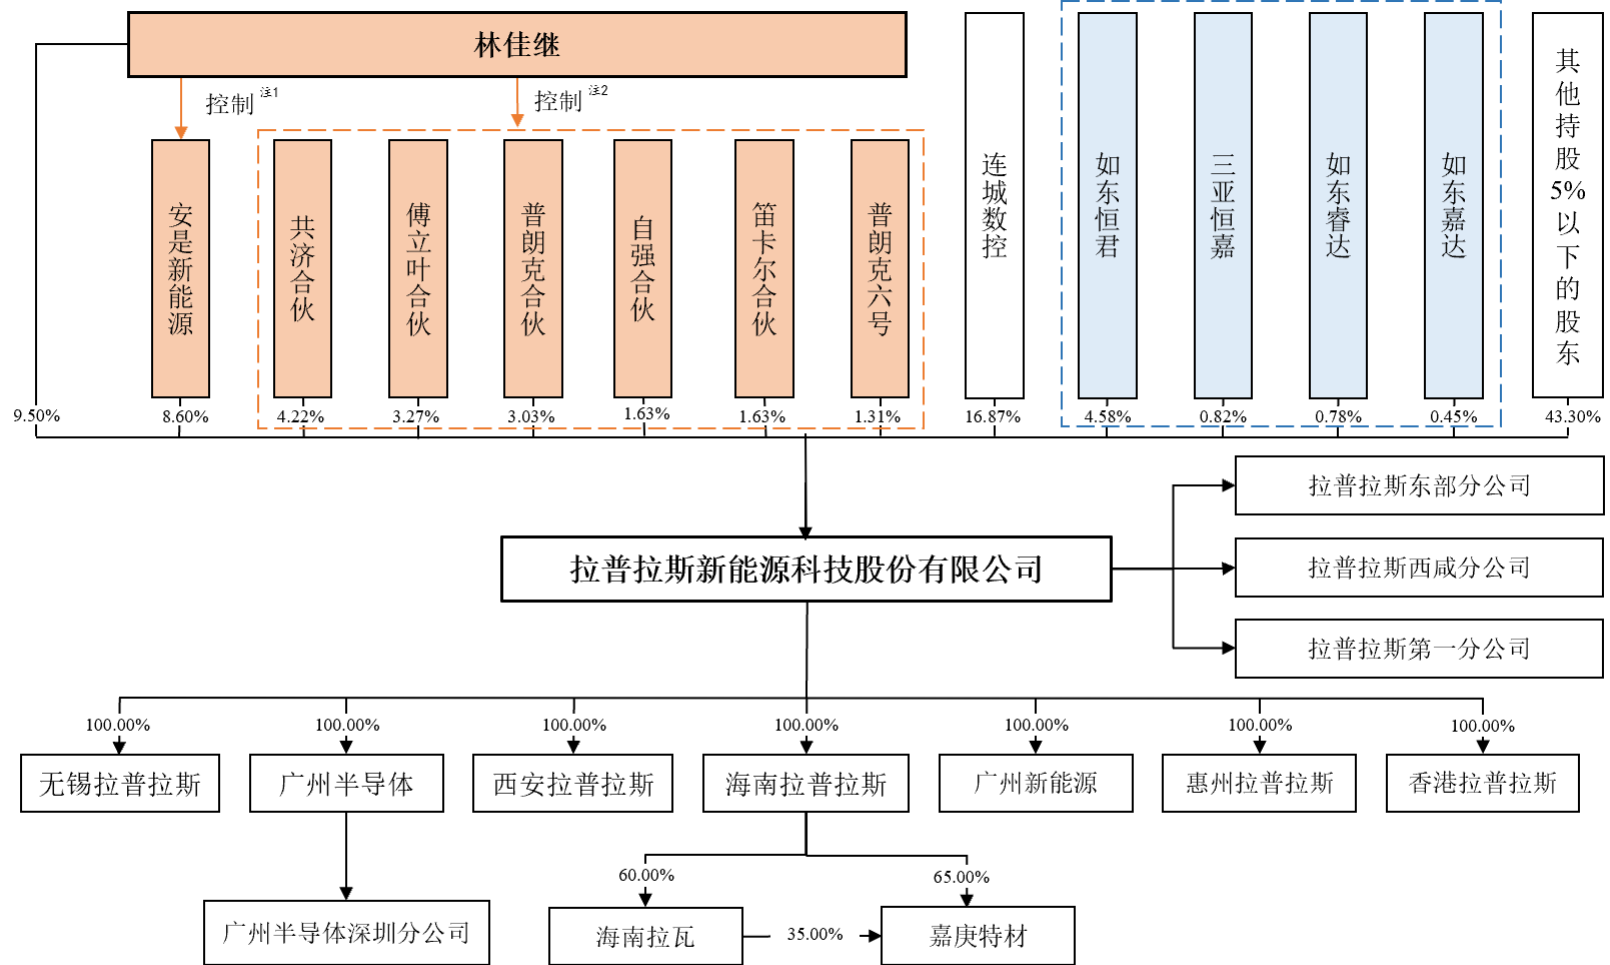 林佳继
控制注1
控制注2
安是新能源
共济合伙
傅立叶合伙
普朗克合伙
自强合伙
笛卡尔合伙
普朗克六号
连城数控
如东恒君
三亚恒嘉
如东睿达
如东嘉达
其他持股5%以下的股东
9.50%
8.60%
4.22%
3.27%
3.03%
1.63%
1.63%
1.31%
16.87%
4.58%
0.82%
0.78%
0.45%
43.30%
拉普拉斯新能源科技股份有限公司
拉普拉斯东部分公司
拉普拉斯西咸分公司
拉普拉斯第一分公司
100.00%
100.00%
100.00%
100.00%
100.00%
100.00%
100.00%
无锡拉普拉斯
广州半导体
西安拉普拉斯
海南拉普拉斯
广州新能源
惠州拉普拉斯
香港拉普拉斯
60.00%
65.00%
广州半导体深圳分公司
海南拉瓦
35.00%
嘉庚特材